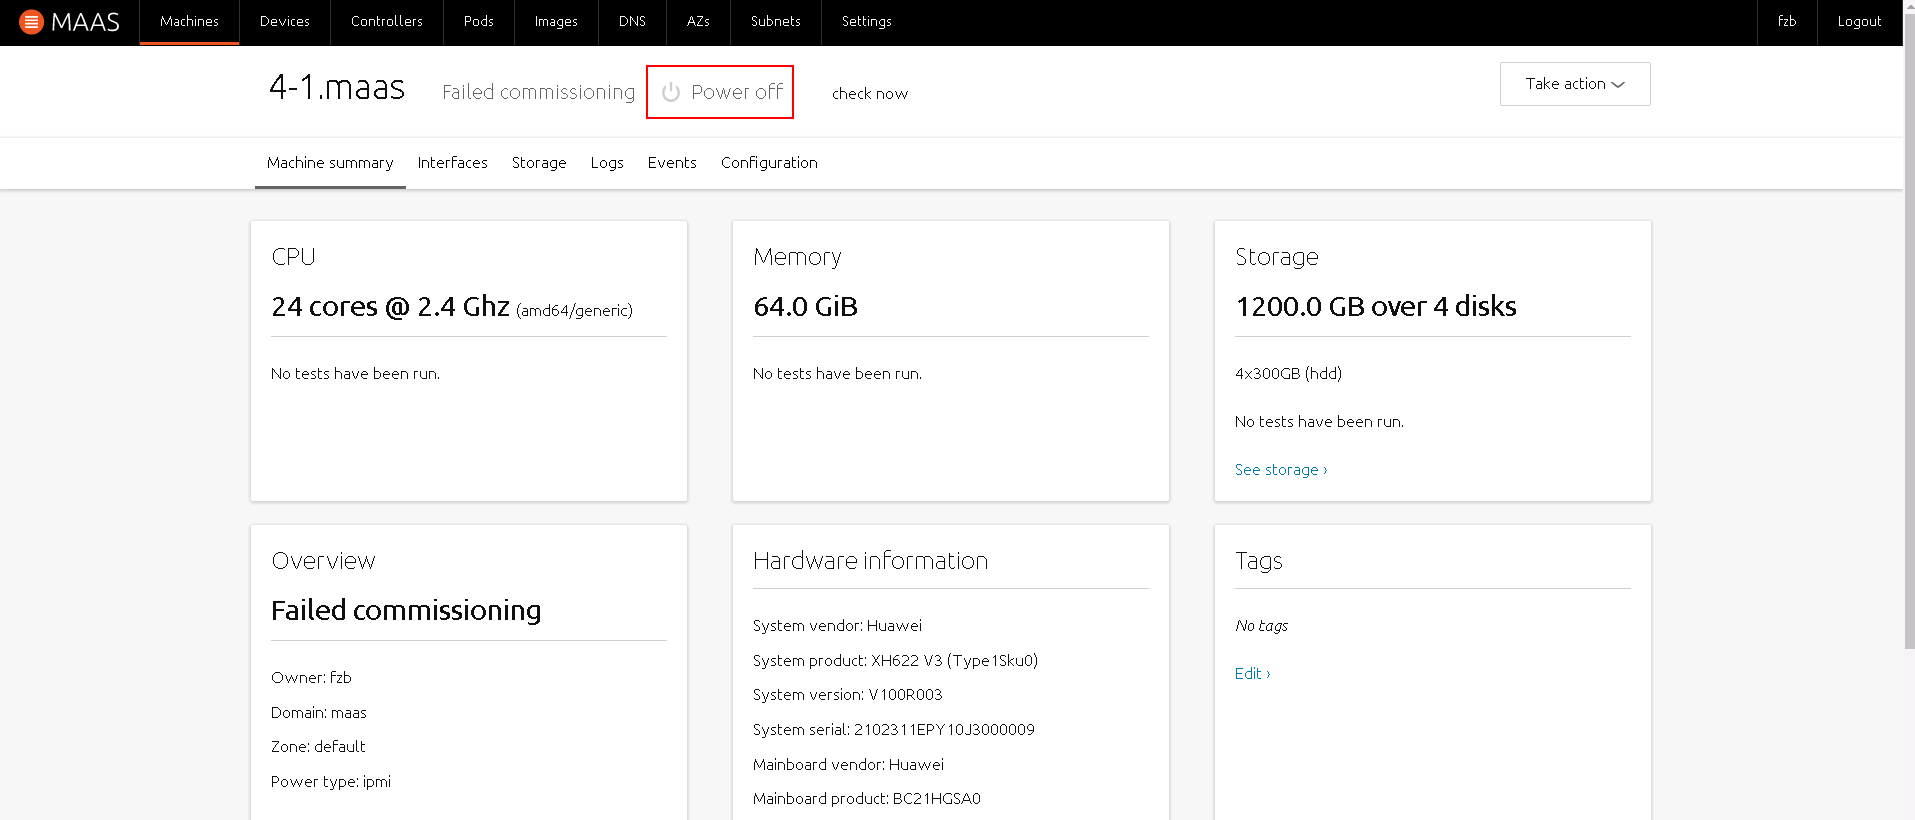 MAAS Machines Devices Controllers Pods Images DNS AZs Subnets Settings fzb Logout
4-1.maas Failed commissioning Power off check now Take action
Machine summary Interfaces Storage Logs Events Configuration
CPU
24 cores @ 2.4 Ghz (amd64/generic)
No tests have been run.
Memory
64.0 GiB
No tests have been run.
Storage
1200.0 GB over 4 disks
4x300GB (hdd)
No tests have been run.
See storage ›
Overview
Failed commissioning
Owner: fzb
Domain: maas
Zone: default
Power type: ipmi
Hardware information
System vendor: Huawei
System product: XH622 V3 (Type1Sku0)
System version: V100R003
System serial: 2102311EPY10J3000009
Mainboard vendor: Huawei
Mainboard product: BC21HGSA0
Tags
No tags
Edit ›